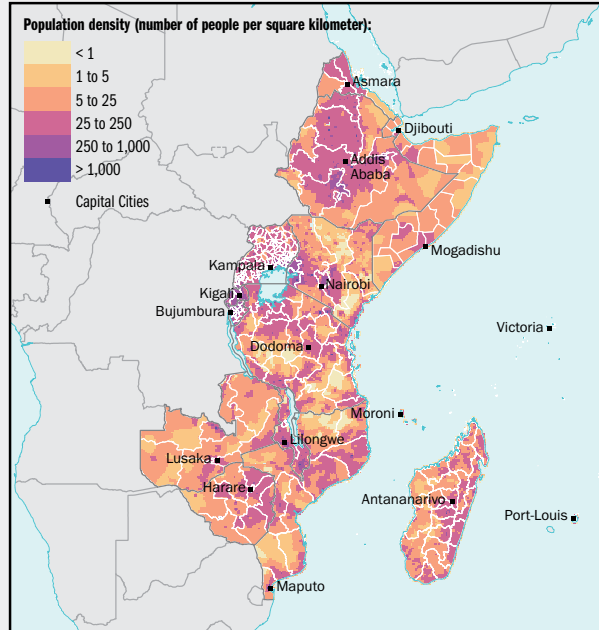 Population density (number of people per square kilometer):
< 1
1 to 5
5 to 25
25 to 250
250 to 1,000
> 1,000
Capital Cities
Asmara
Djibouti
Addis
Ababa
Mogadishu
Kampala
Nairobi
Kigali
Bujumbura
Victoria
Dodoma
Moroni
Lilongwe
Lusaka
Harare
Antananarivo
Port-Louis
Maputo